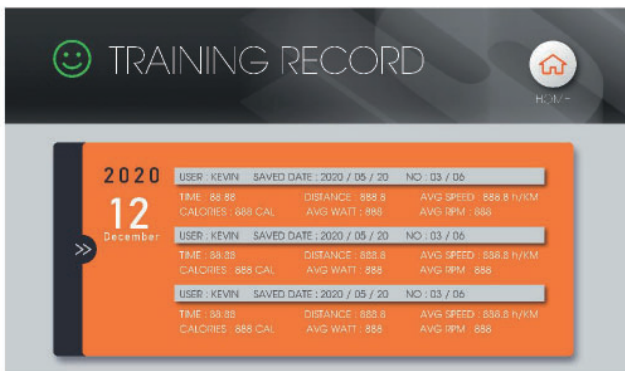 TRAINING RECORD
HOME
2020
12
December
USER : KEVIN SAVED DATE : 2020 / 05 / 20 NO : 03 / 06
TIME : 88:88 DISTANCE : 888.8 AVG SPEED : 888.8 h/KM
CALORIES : 888 CAL AVG WATT : 888 AVG RPM : 888
USER : KEVIN SAVED DATE : 2020 / 05 / 20 NO : 03 / 06
TIME : 88:88 DISTANCE : 888.8 AVG SPEED : 888.8 h/KM
CALORIES : 888 CAL AVG WATT : 888 AVG RPM : 888
USER : KEVIN SAVED DATE : 2020 / 05 / 20 NO : 03 / 06
TIME : 88:88 DISTANCE : 888.8 AVG SPEED : 888.8 h/KM
CALORIES : 888 CAL AVG WATT : 888 AVG RPM : 888